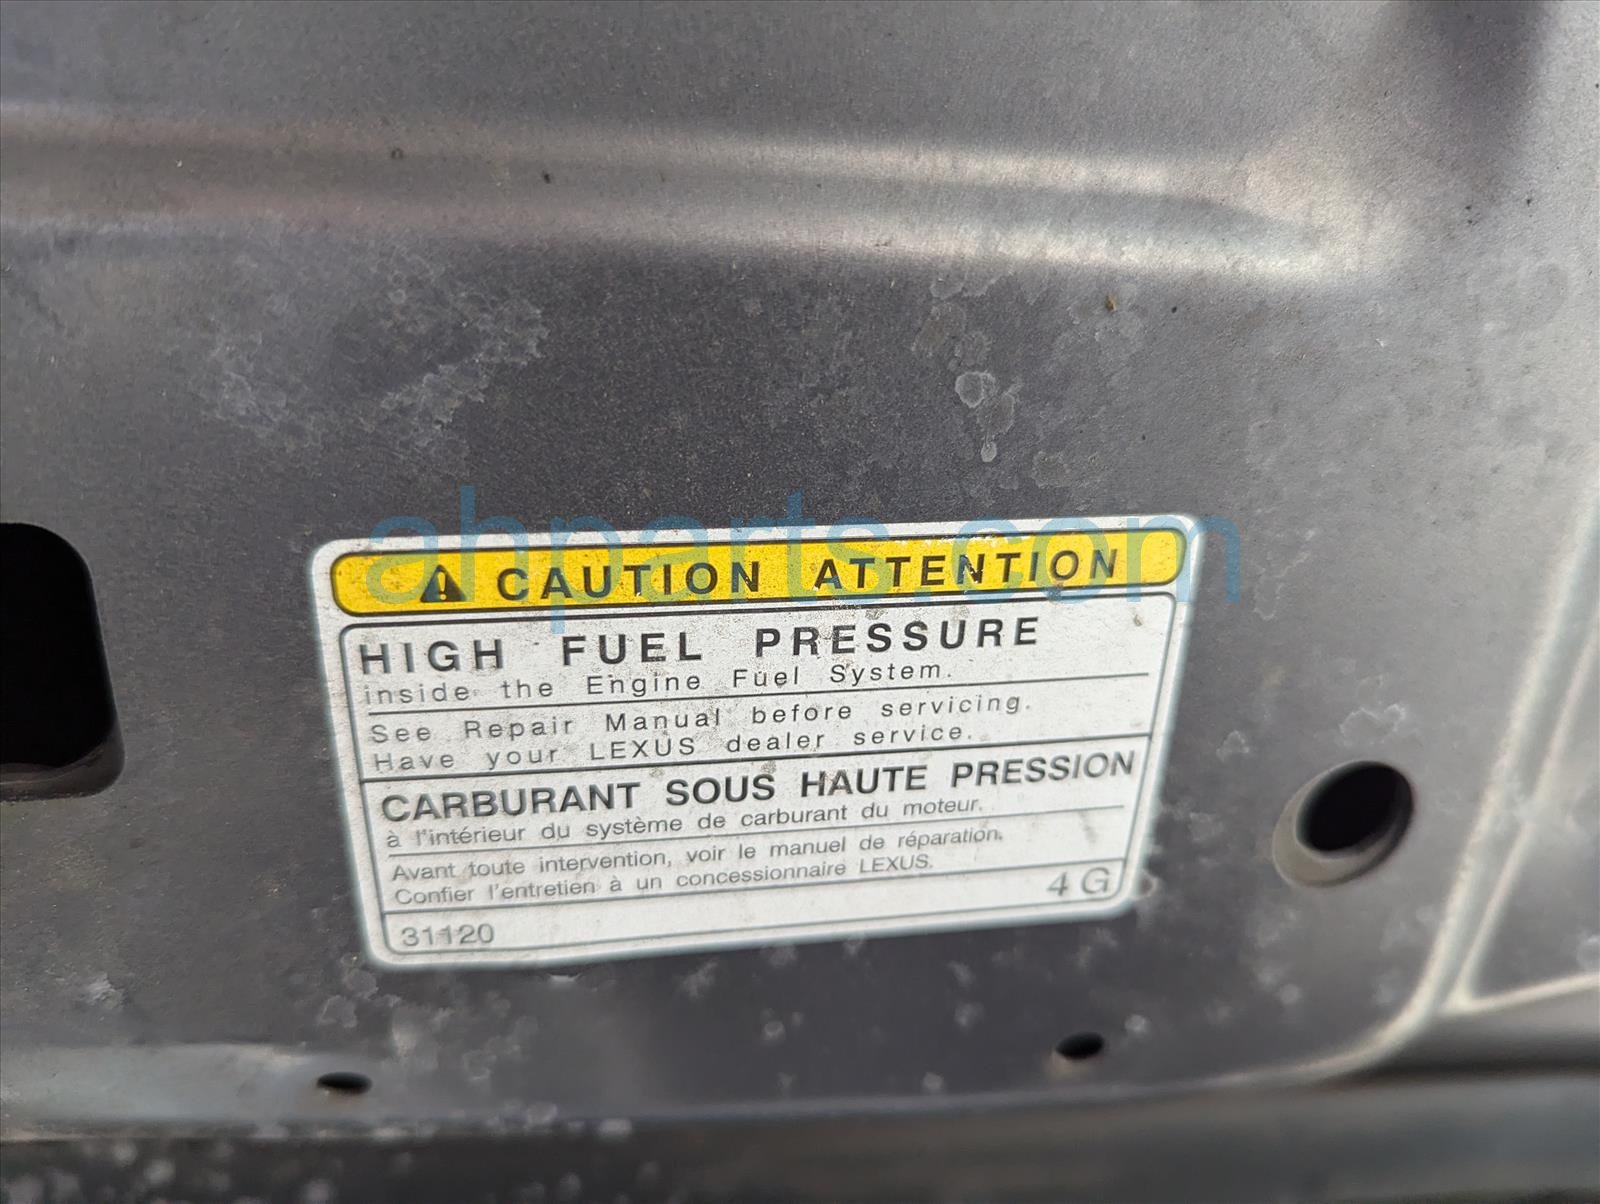 CAUTION ATTENTION
HIGH FUEL PRESSURE
inside the Engine Fuel System.
See Repair Manual before servicing.
Have your LEXUS dealer service.
CARBURANT SOUS HAUTE PRESSION
à l'intérieur du système de carburant du moteur.
Avant toute intervention, voir le manuel de réparation.
Confier l'entretien à un concessionnaire LEXUS.
4 G
31120
ahparts.com